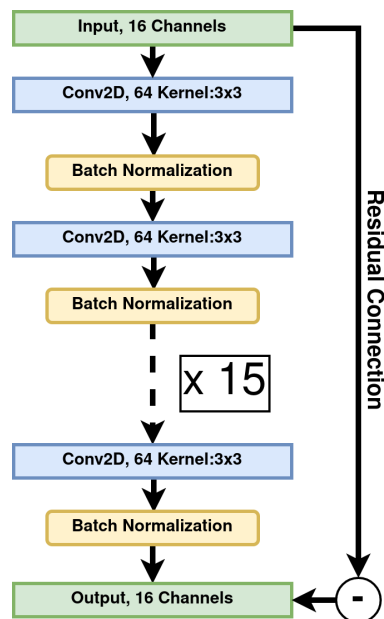 Input, 16 Channels
Conv2D, 64 Kernel:3x3
Batch Normalization
Conv2D, 64 Kernel:3x3
Batch Normalization
x 15
Conv2D, 64 Kernel:3x3
Batch Normalization
Output, 16 Channels
-
Residual Connection